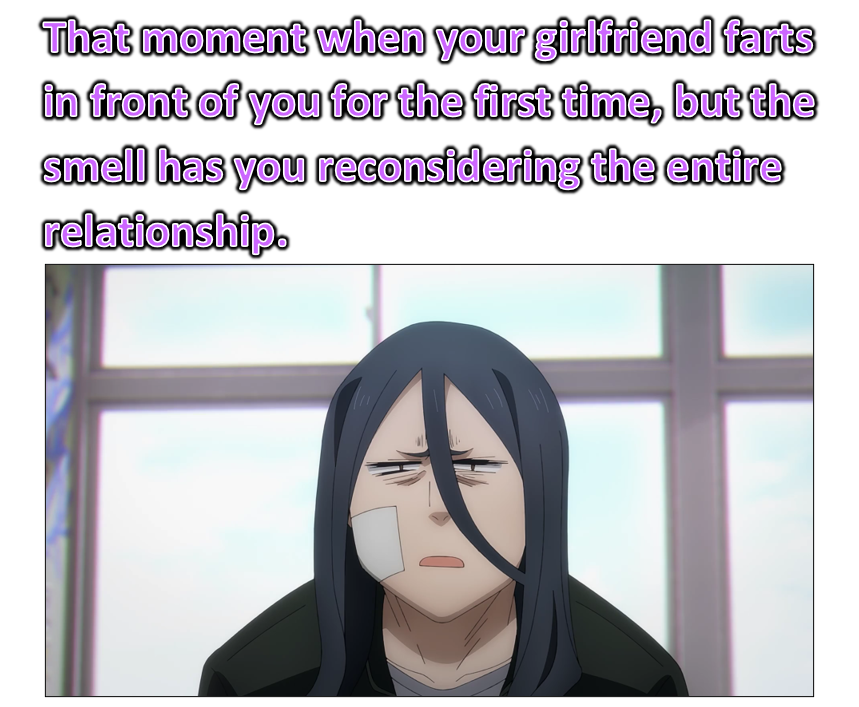 That moment when your girlfriend farts
in front of you for the first time, but the
smell has you reconsidering the entire
relationship.